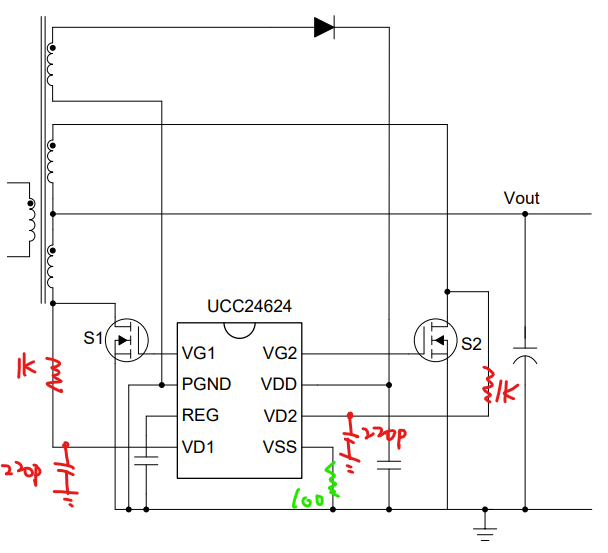 Vout
UCC24624
S1
VG1
VG2
S2
1K
PGND
VDD
1K
REG
VD2
220p
VD1
VSS
220p
100